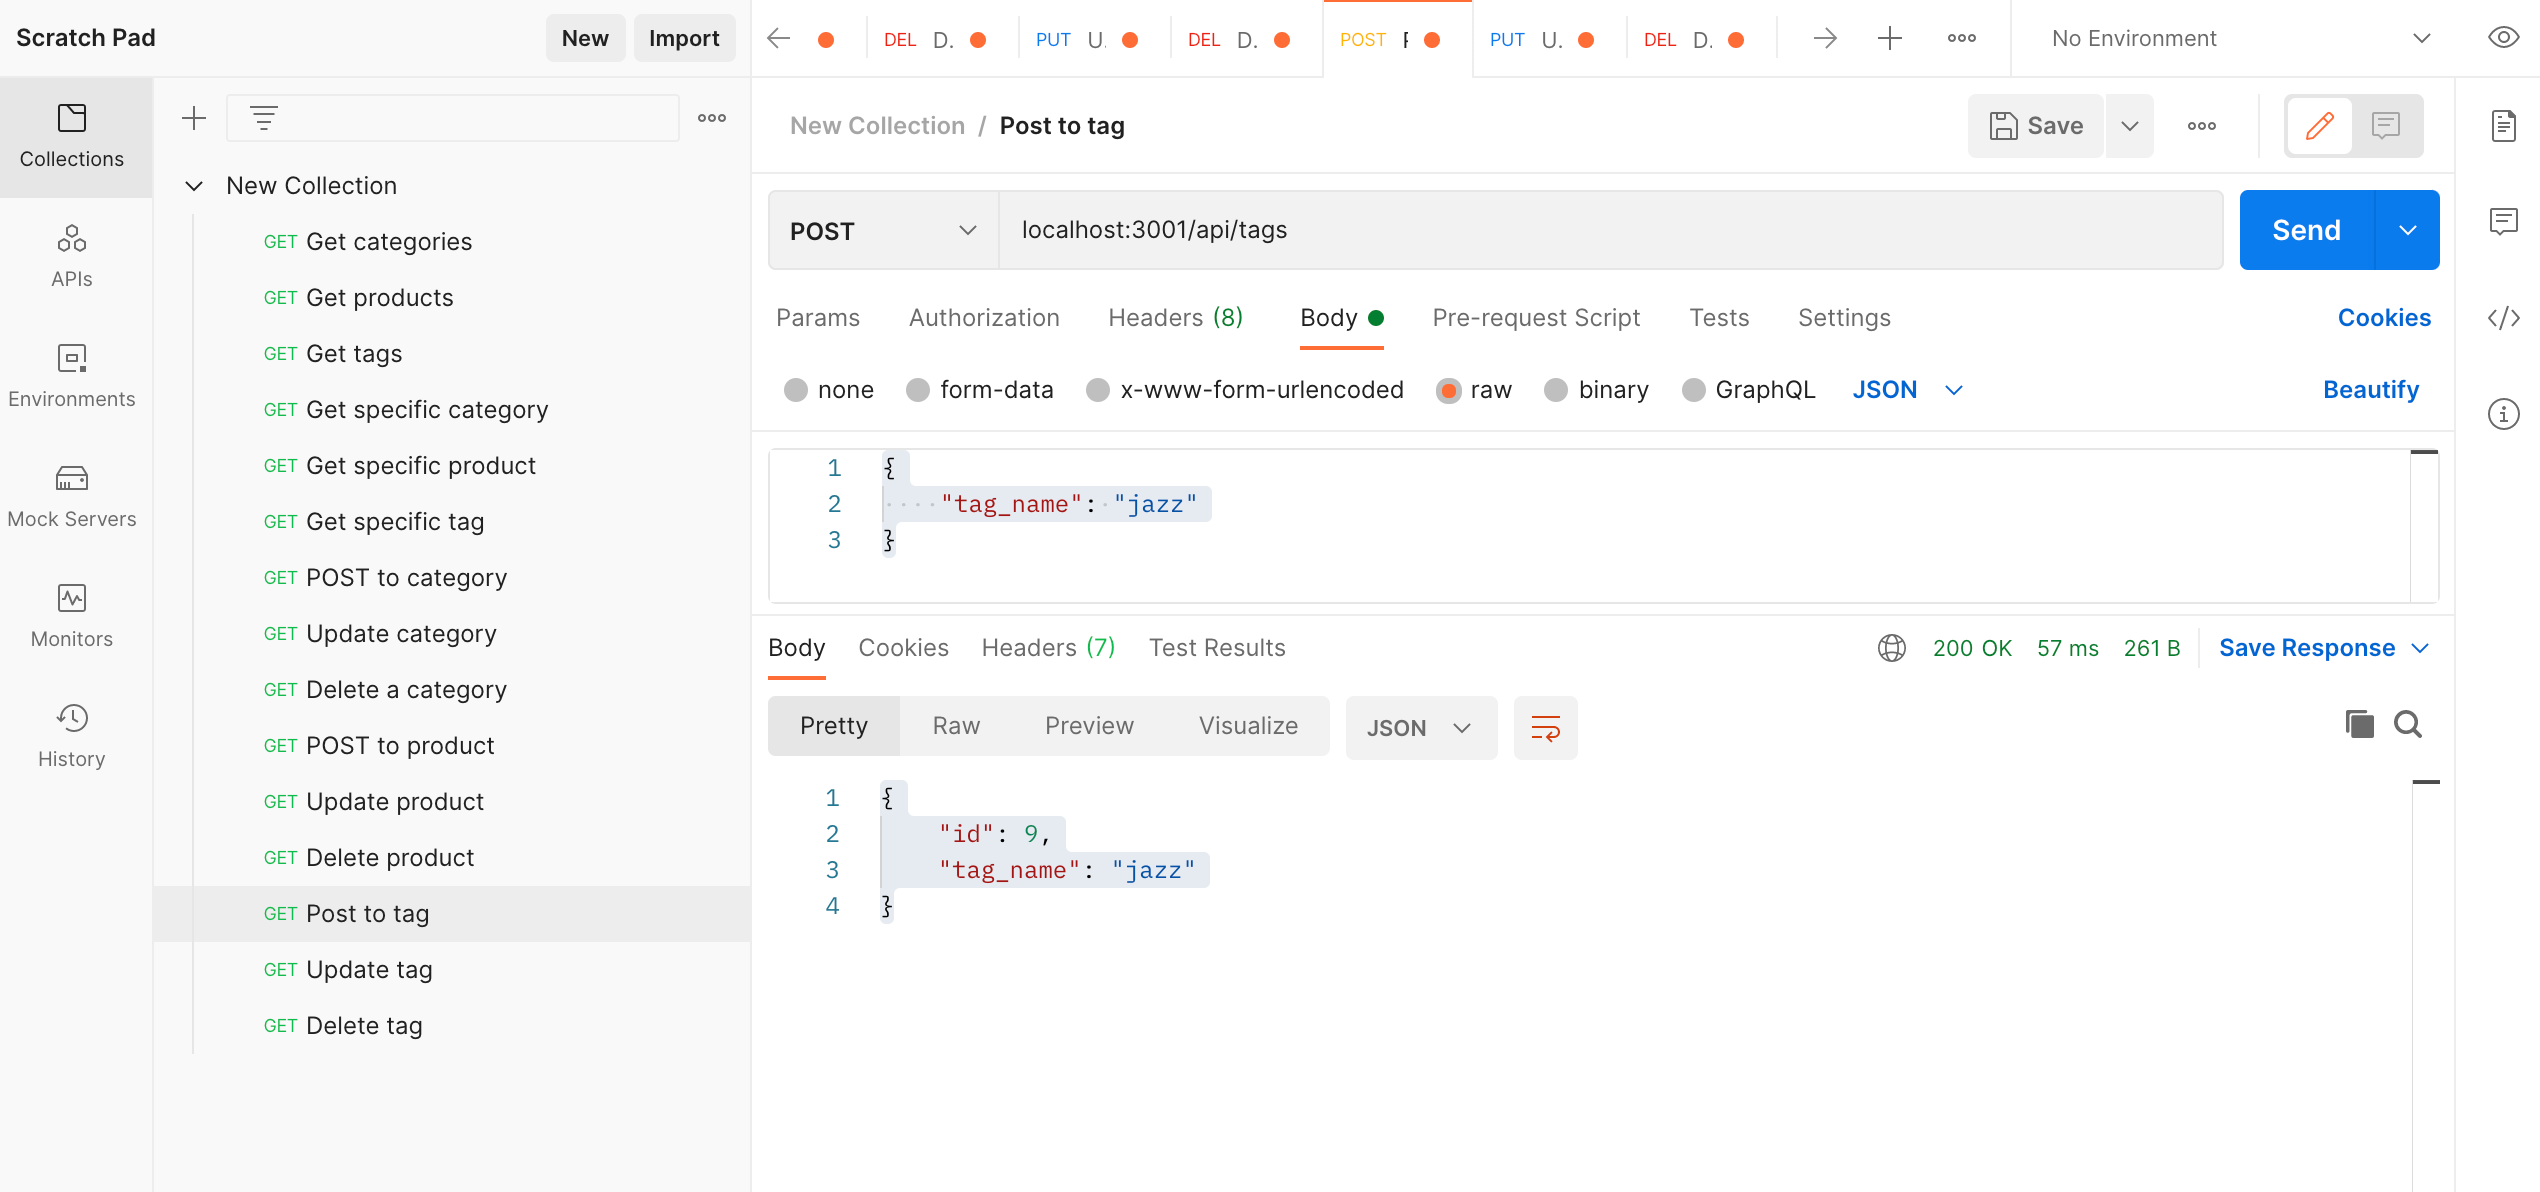 Scratch Pad
New
Import
DEL D.
PUT U.
DEL D.
POST
PUT U.
DEL D.
No Environment
Collections
APIs
Environments
Mock Servers
Monitors
History
New Collection
GET Get categories
GET Get products
GET Get tags
GET Get specific category
GET Get specific product
GET Get specific tag
GET POST to category
GET Update category
GET Delete a category
GET POST to product
GET Update product
GET Delete product
GET Post to tag
GET Update tag
GET Delete tag
New Collection / Post to tag
Save
POST
localhost:3001/api/tags
Send
Params
Authorization
Headers (8)
Body
Pre-request Script
Tests
Settings
Cookies
none
form-data
x-www-form-urlencoded
raw
binary
GraphQL
JSON
Beautify
1 {
2 "tag_name": "jazz"
3 }
Body
Cookies
Headers (7)
Test Results
200 OK
57 ms
261 B
Save Response
Pretty
Raw
Preview
Visualize
JSON
1 {
2 "id": 9,
3 "tag_name": "jazz"
4 }